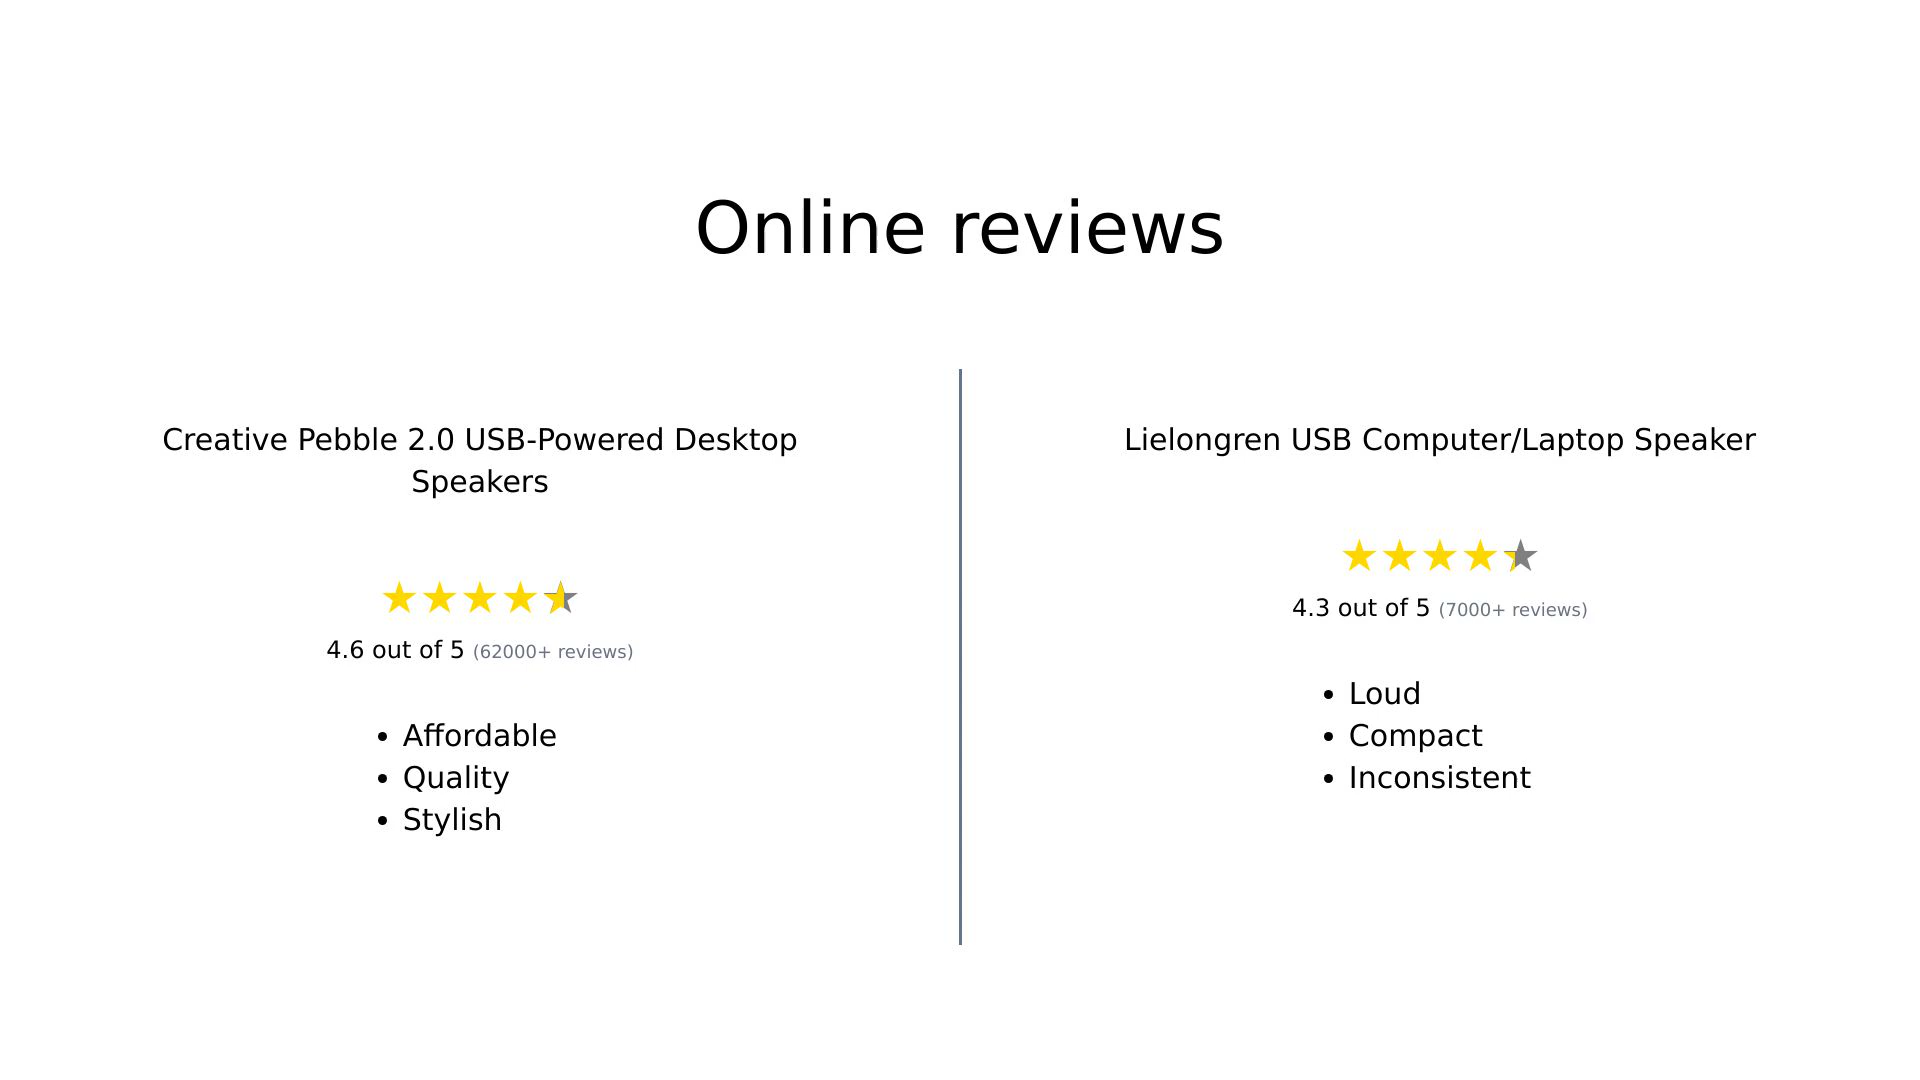 Online reviews
Creative Pebble 2.0 USB-Powered Desktop
Speakers
4.6 out of 5 (62000+ reviews)
• Affordable
• Quality
• Stylish
Lielongren USB Computer/Laptop Speaker
4.3 out of 5 (7000+ reviews)
• Loud
• Compact
• Inconsistent